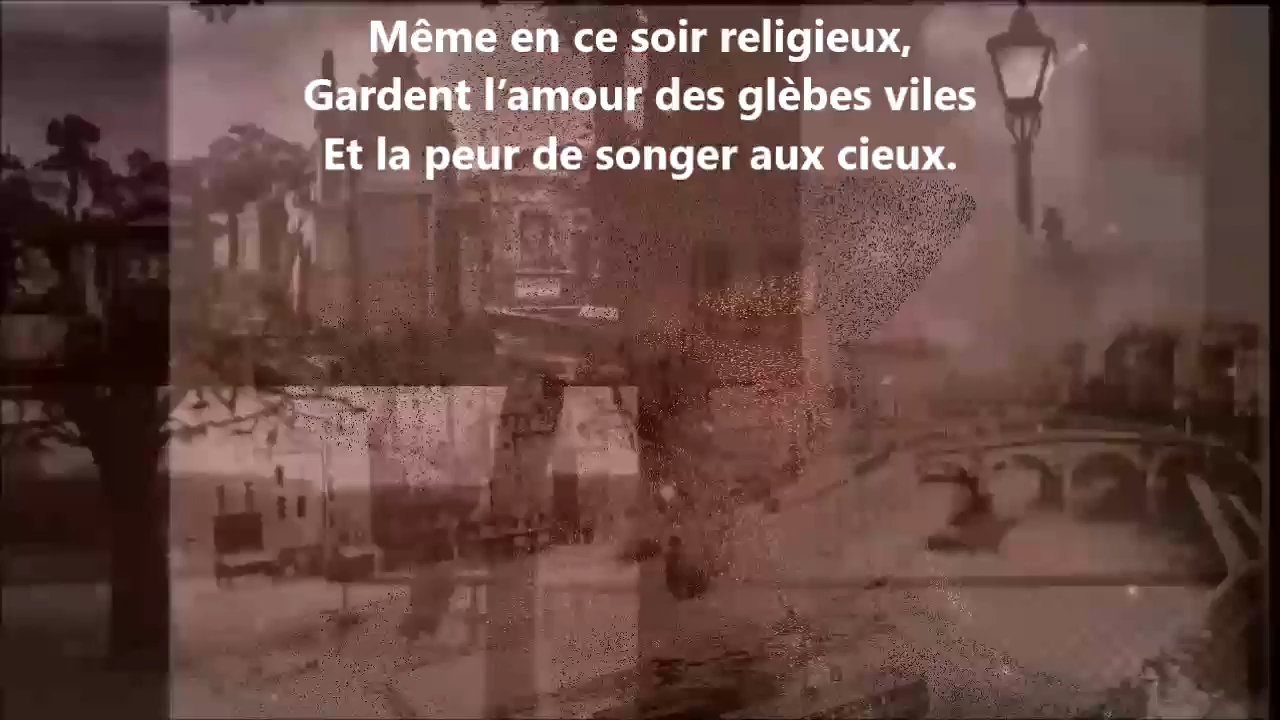 Même en ce soir religieux,
Gardent l’amour des glèbes viles
Et la peur de songer aux cieux.